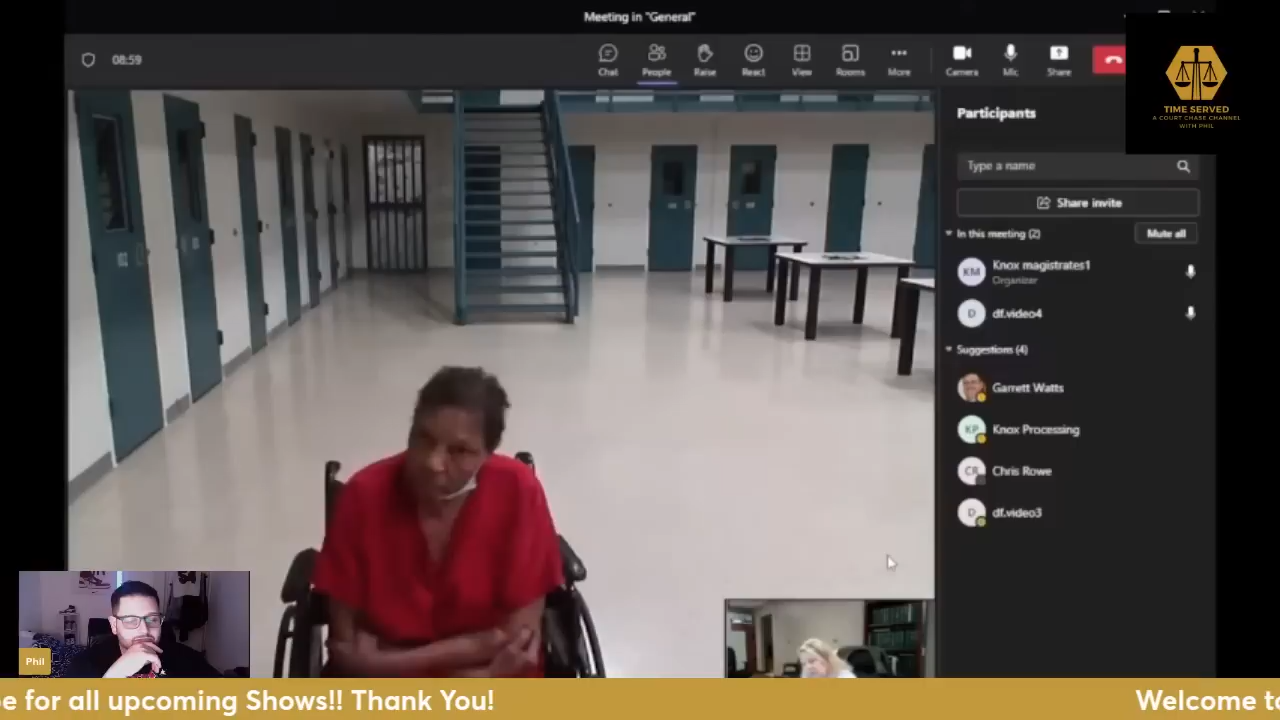 Meeting in "General"
08:59
Chat
People
Raise
React
View
Rooms
More
Camera
Mic
Share
TIME SERVED
A COURT CHASE CHANNEL
WITH PHIL
Participants
Type a name
Share invite
In this meeting (2)
Mute all
KM
Knox magistrates1
Organizer
D
df.video4
Suggestions (4)
Garrett Watts
KP
Knox Processing
CR
Chris Rowe
D
df.video3
Phil
e for all upcoming Shows!! Thank You!
Welcome to